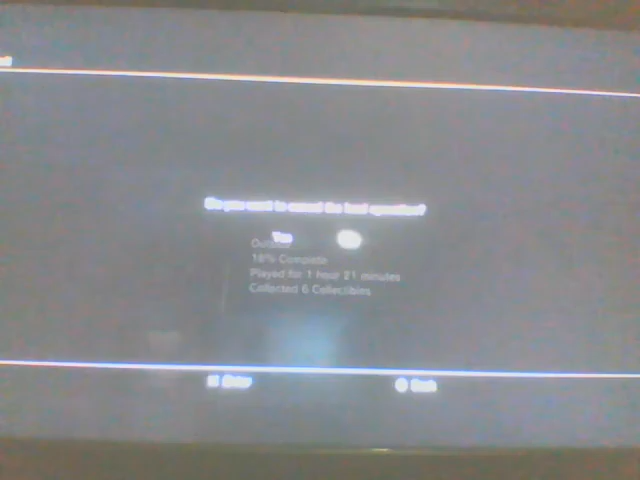 Do you want to cancel the load operation?
Yes
18% Complete
Played for 1 hour 21 minutes
Collected 6 Collectibles
Enter
Back